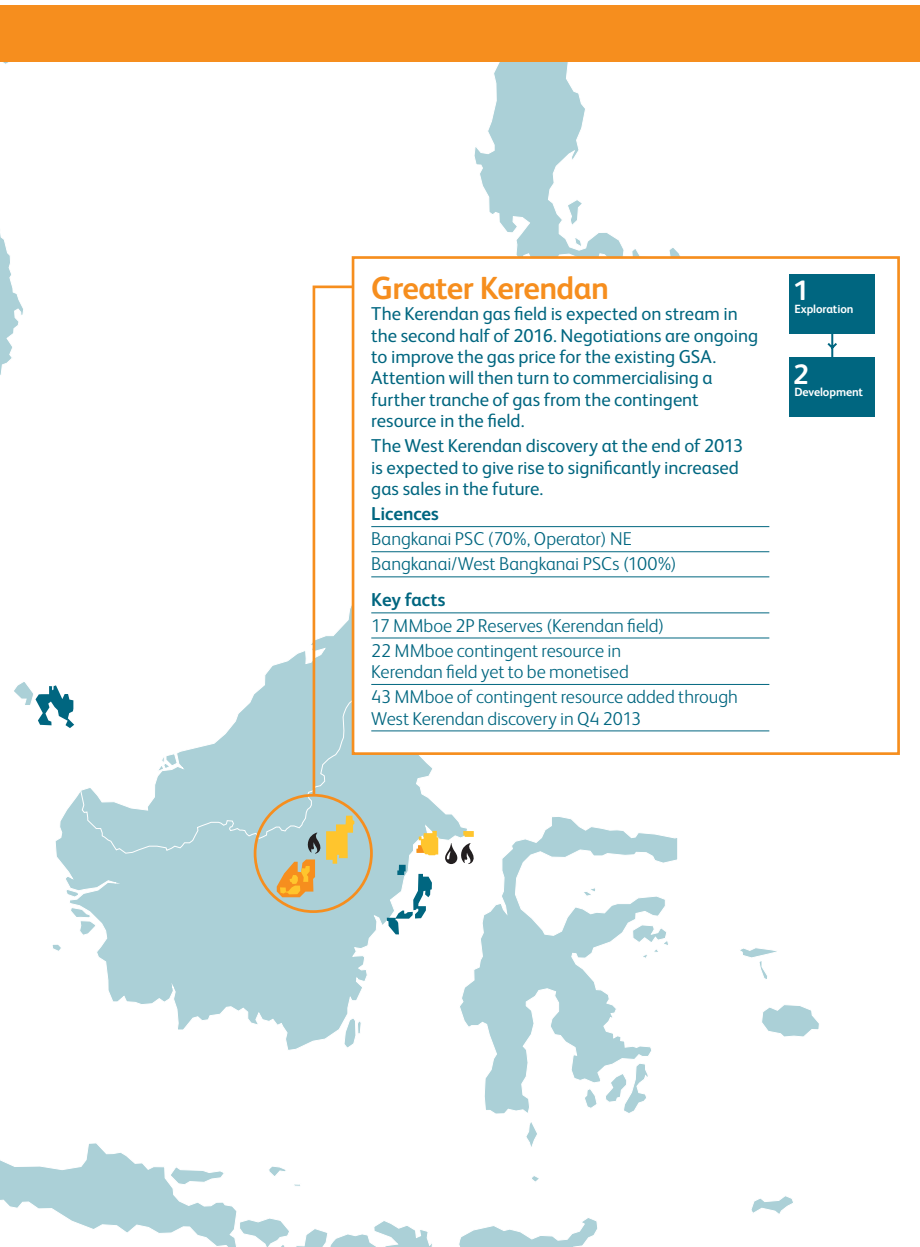 Greater Kerendan
The Kerendan gas field is expected on stream in
the second half of 2016. Negotiations are ongoing
to improve the gas price for the existing GSA.
Attention will then turn to commercialising a
further tranche of gas from the contingent
resource in the field.
The West Kerendan discovery at the end of 2013
is expected to give rise to significantly increased
gas sales in the future.
Licences
Bangkanai PSC (70%, Operator) NE
Bangkanai/West Bangkanai PSCs (100%)
Key facts
17 MMboe 2P Reserves (Kerendan field)
22 MMboe contingent resource in
Kerendan field yet to be monetised
43 MMboe of contingent resource added through
West Kerendan discovery in Q4 2013
1
Exploration
2
Development